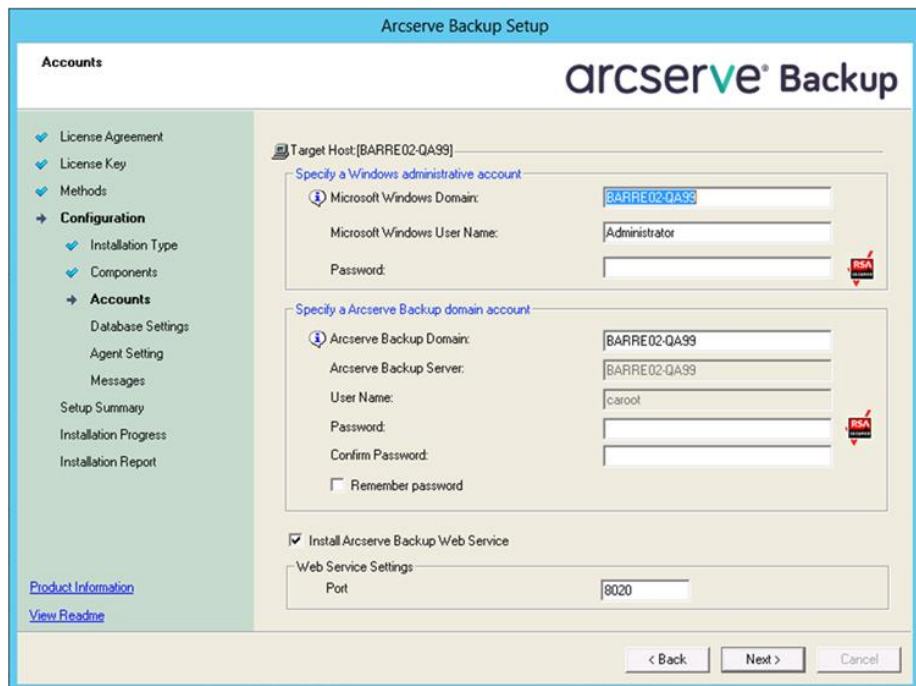 Arcserve Backup Setup
Accounts
arcserve® Backup
License Agreement
License Key
Methods
Configuration
Installation Type
Components
Accounts
Database Settings
Agent Setting
Messages
Setup Summary
Installation Progress
Installation Report
Product Information
View Readme
Target Host:[BARRE02-QA99]
Specify a Windows administrative account
Microsoft Windows Domain: BARRE02-QA99
Microsoft Windows User Name: Administrator
Password:
RSA
Specify a Arcserve Backup domain account
Arcserve Backup Domain: BARRE02-QA99
Arcserve Backup Server: BARRE02-QA99
User Name: caroot
Password:
RSA
Confirm Password:
Remember password
Install Arcserve Backup Web Service
Web Service Settings
Port 8020
< Back Next > Cancel